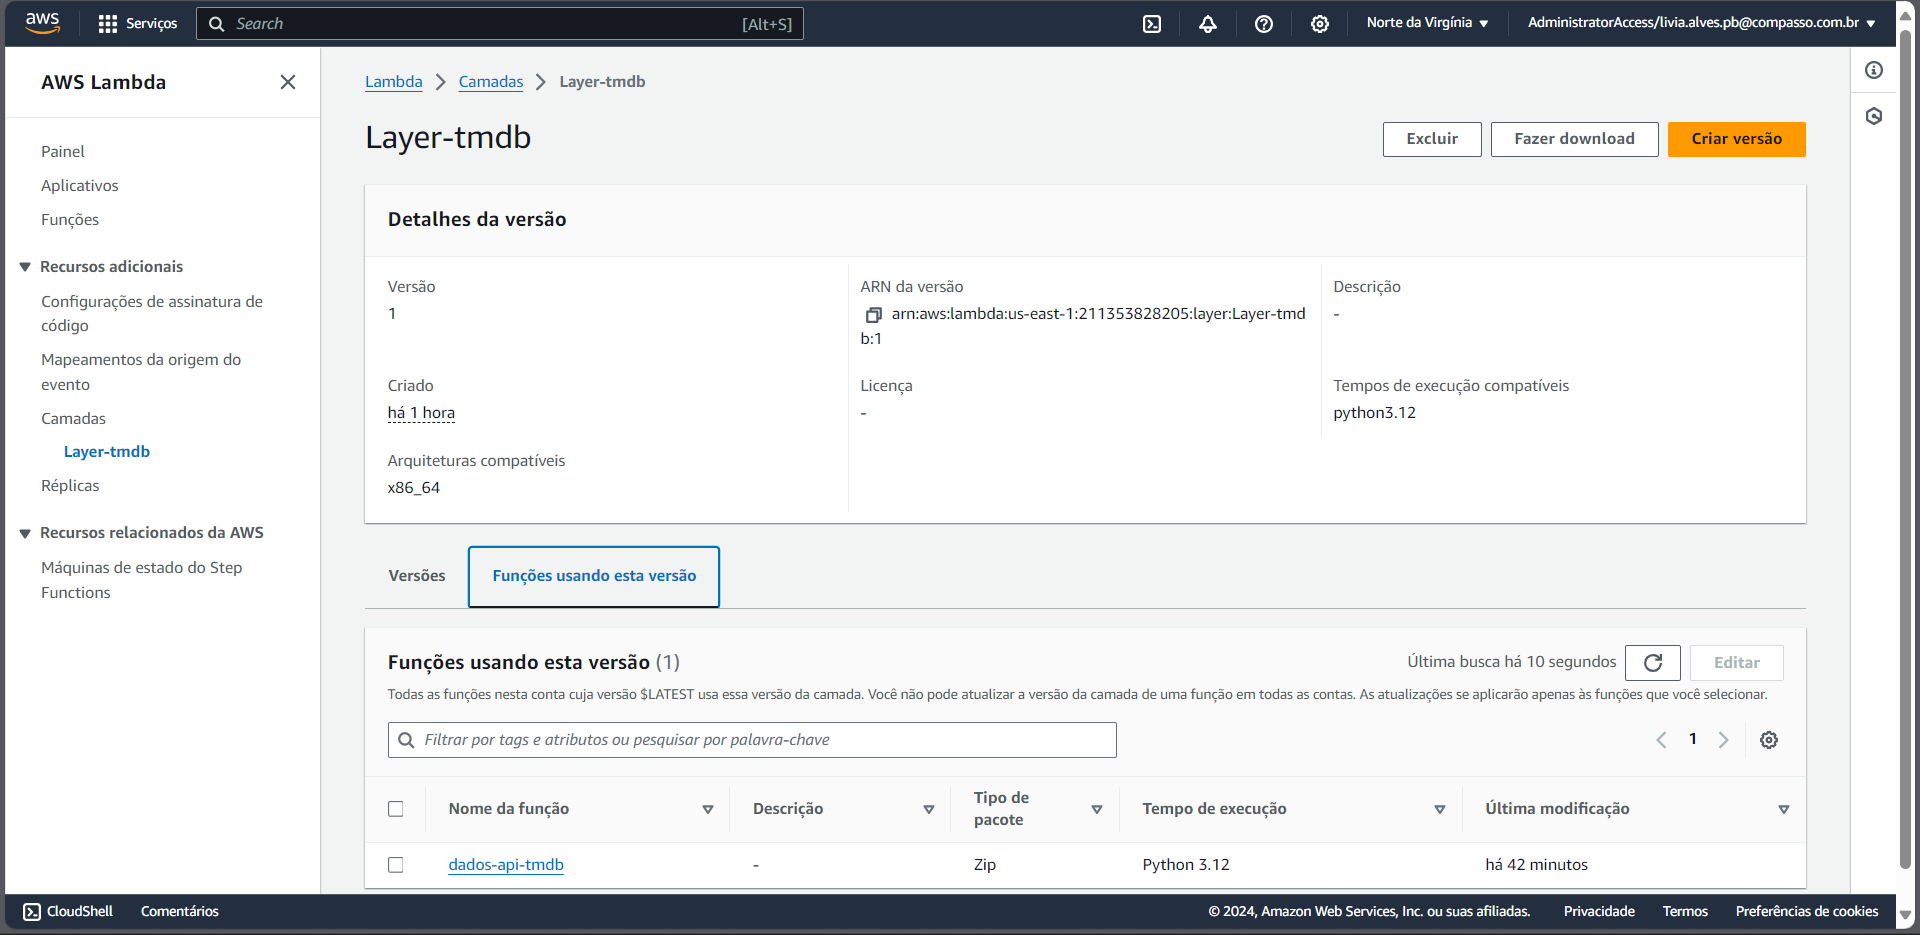 aws
Serviços
Search
[Alt+S]
Norte da Virgínia
AdministratorAccess/livia.alves.pb@compasso.com.br
AWS Lambda
Painel
Aplicativos
Funções
Recursos adicionais
Configurações de assinatura de
código
Mapeamentos da origem do
evento
Camadas
Layer-tmdb
Réplicas
Recursos relacionados da AWS
Máquinas de estado do Step
Functions
Lambda
Camadas
Layer-tmdb
Layer-tmdb
Excluir
Fazer download
Criar versão
Detalhes da versão
Versão
1
ARN da versão
arn:aws:lambda:us-east-1:211353828205:layer:Layer-tmd
b:1
Descrição
-
Criado
há 1 hora
Licença
-
Tempos de execução compatíveis
python3.12
Arquiteturas compatíveis
x86_64
Versões
Funções usando esta versão
Funções usando esta versão (1)
Última busca há 10 segundos
Editar
Todas as funções nesta conta cuja versão $LATEST usa essa versão da camada. Você não pode atualizar a versão da camada de uma função em todas as contas. As atualizações se aplicarão apenas às funções que você selecionar.
Filtrar por tags e atributos ou pesquisar por palavra-chave
1
Nome da função
Descrição
Tipo de
pacote
Tempo de execução
Última modificação
dados-api-tmdb
-
Zip
Python 3.12
há 42 minutos
CloudShell
Comentários
© 2024, Amazon Web Services, Inc. ou suas afiliadas.
Privacidade
Termos
Preferências de cookies